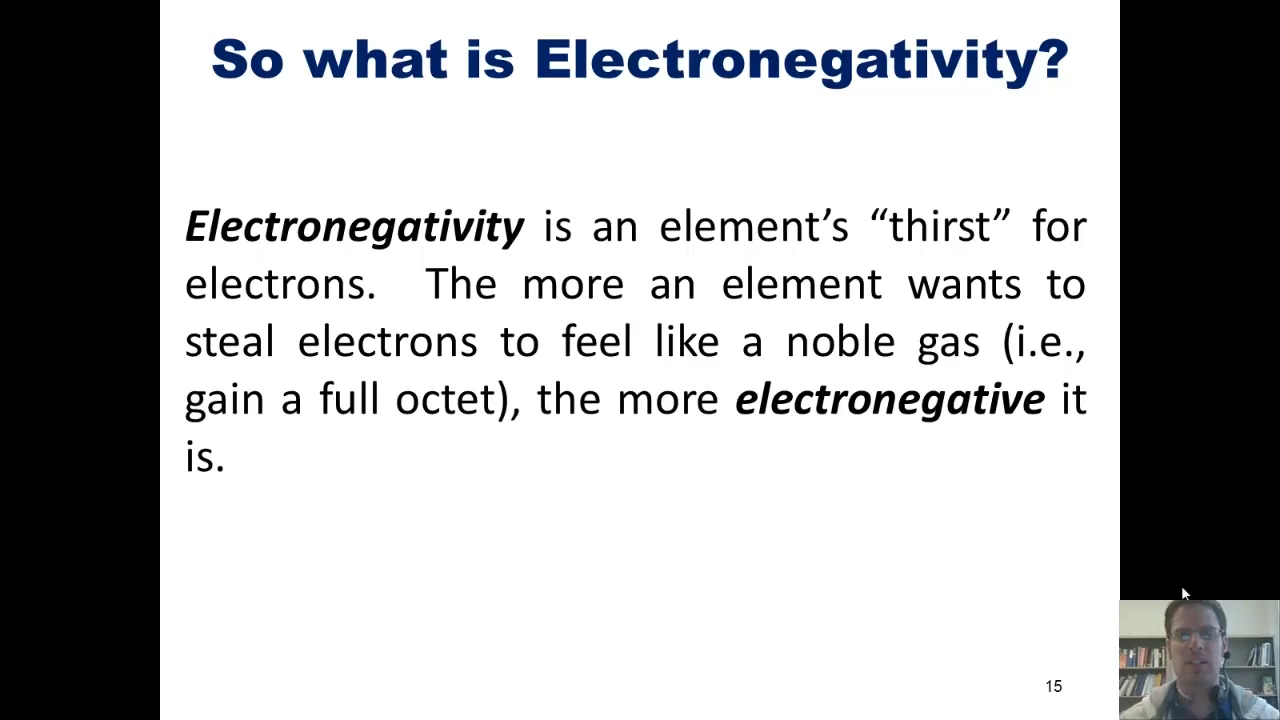 So what is Electronegativity?
Electronegativity is an element’s “thirst” for
electrons.  The more an element wants to
steal electrons to feel like a noble gas (i.e.,
gain a full octet), the more electronegative it
is.
15